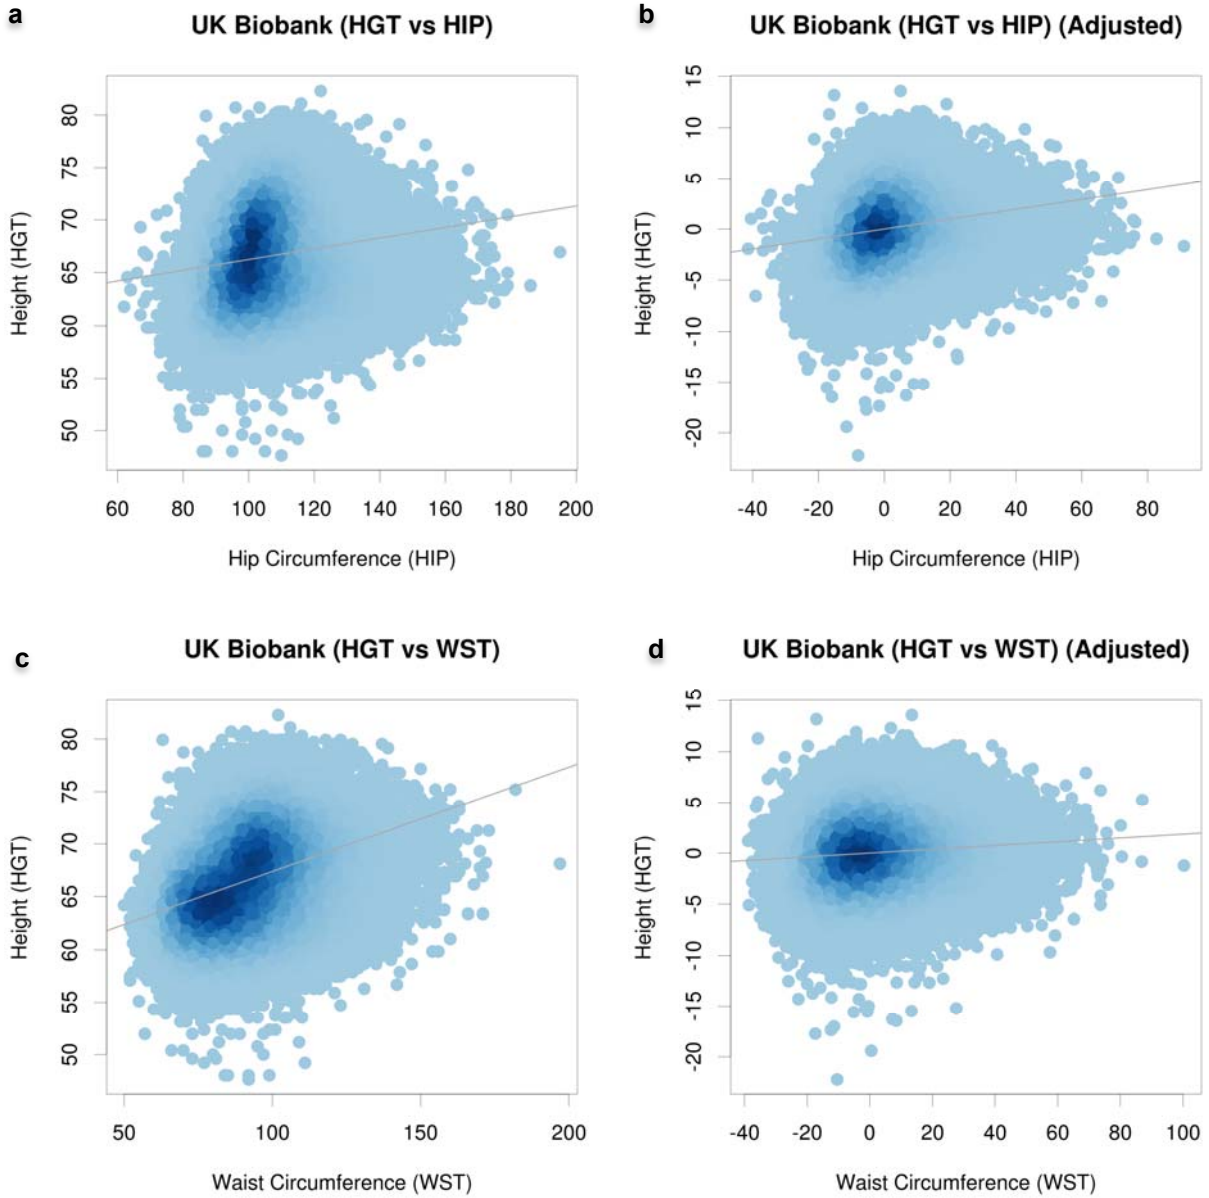 a
UK Biobank (HGT vs HIP)
Height (HGT)
80
75
70
65
60
55
50
60 80 100 120 140 160 180 200
Hip Circumference (HIP)
b
UK Biobank (HGT vs HIP) (Adjusted)
Height (HGT)
15
10
5
0
-5
-10
-15
-20
-40 -20 0 20 40 60 80
Hip Circumference (HIP)
c
UK Biobank (HGT vs WST)
Height (HGT)
80
75
70
65
60
55
50
50 100 150 200
Waist Circumference (WST)
d
UK Biobank (HGT vs WST) (Adjusted)
Height (HGT)
15
10
5
0
-5
-10
-15
-20
-40 -20 0 20 40 60 80 100
Waist Circumference (WST)